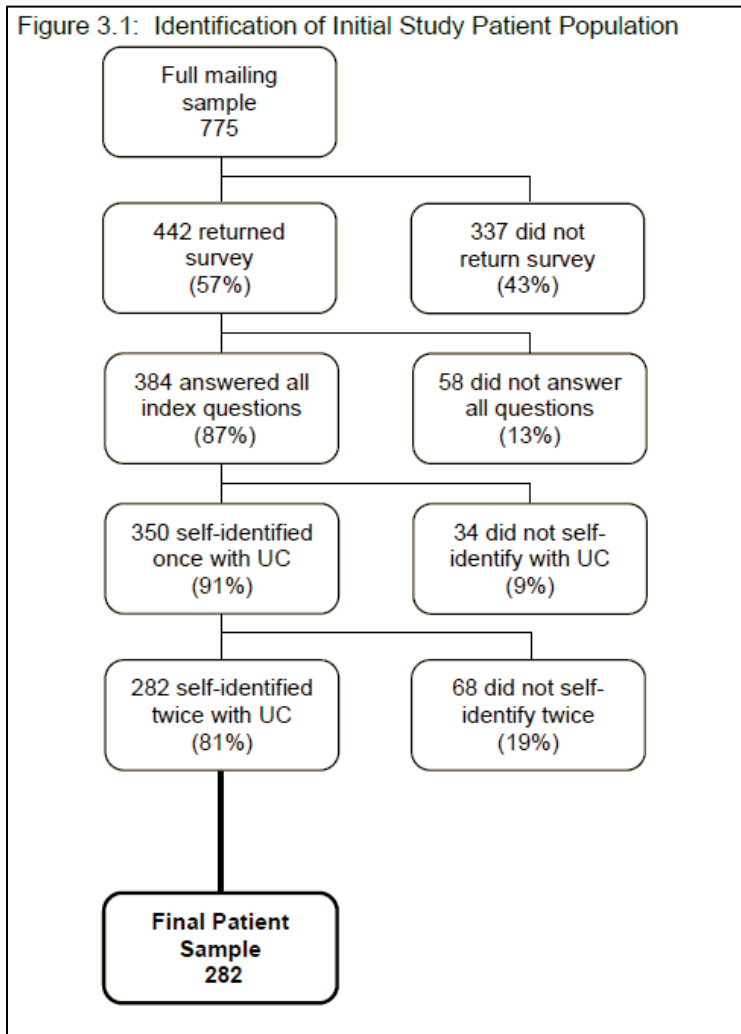 Figure 3.1:  Identification of Initial Study Patient Population
Full mailing
sample
775
442 returned
survey
(57%)
337 did not
return survey
(43%)
384 answered all
index questions
(87%)
58 did not answer
all questions
(13%)
350 self-identified
once with UC
(91%)
34 did not self-
identify with UC
(9%)
282 self-identified
twice with UC
(81%)
68 did not self-
identify twice
(19%)
Final Patient
Sample
282